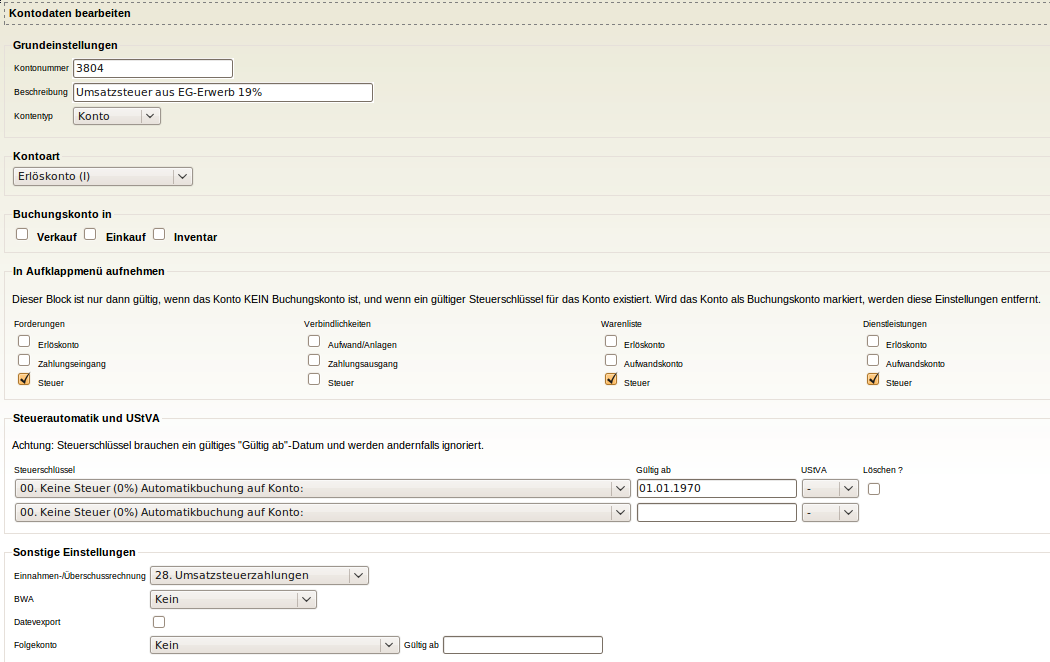 Kontodaten bearbeiten
Grundeinstellungen
Kontonummer 3804
Beschreibung Umsatzsteuer aus EG-Erwerb 19%
Kontentyp Konto
Kontoart
Erlöskonto (I)
Buchungskonto in
Verkauf Einkauf Inventar
In Aufklappmenü aufnehmen
Dieser Block ist nur dann gültig, wenn das Konto KEIN Buchungskonto ist, und wenn ein gültiger Steuerschlüssel für das Konto existiert. Wird das Konto als Buchungskonto markiert, werden diese Einstellungen entfernt.
Forderungen Verbindlichkeiten Warenliste Dienstleistungen
Erlöskonto Aufwand/Anlagen Erlöskonto Erlöskonto
Zahlungseingang Zahlungsausgang Aufwandskonto Aufwandskonto
Steuer Steuer Steuer Steuer
Steuerautomatik und UStVA
Achtung: Steuerschlüssel brauchen ein gültiges "Gültig ab"-Datum und werden andernfalls ignoriert.
Steuerschlüssel Gültig ab UStVA Löschen ?
00. Keine Steuer (0%) Automatikbuchung auf Konto: 01.01.1970 -
00. Keine Steuer (0%) Automatikbuchung auf Konto: -
Sonstige Einstellungen
Einnahmen-/Überschussrechnung 28. Umsatzsteuerzahlungen
BWA Kein
Datevexport
Folgekonto Kein Gültig ab